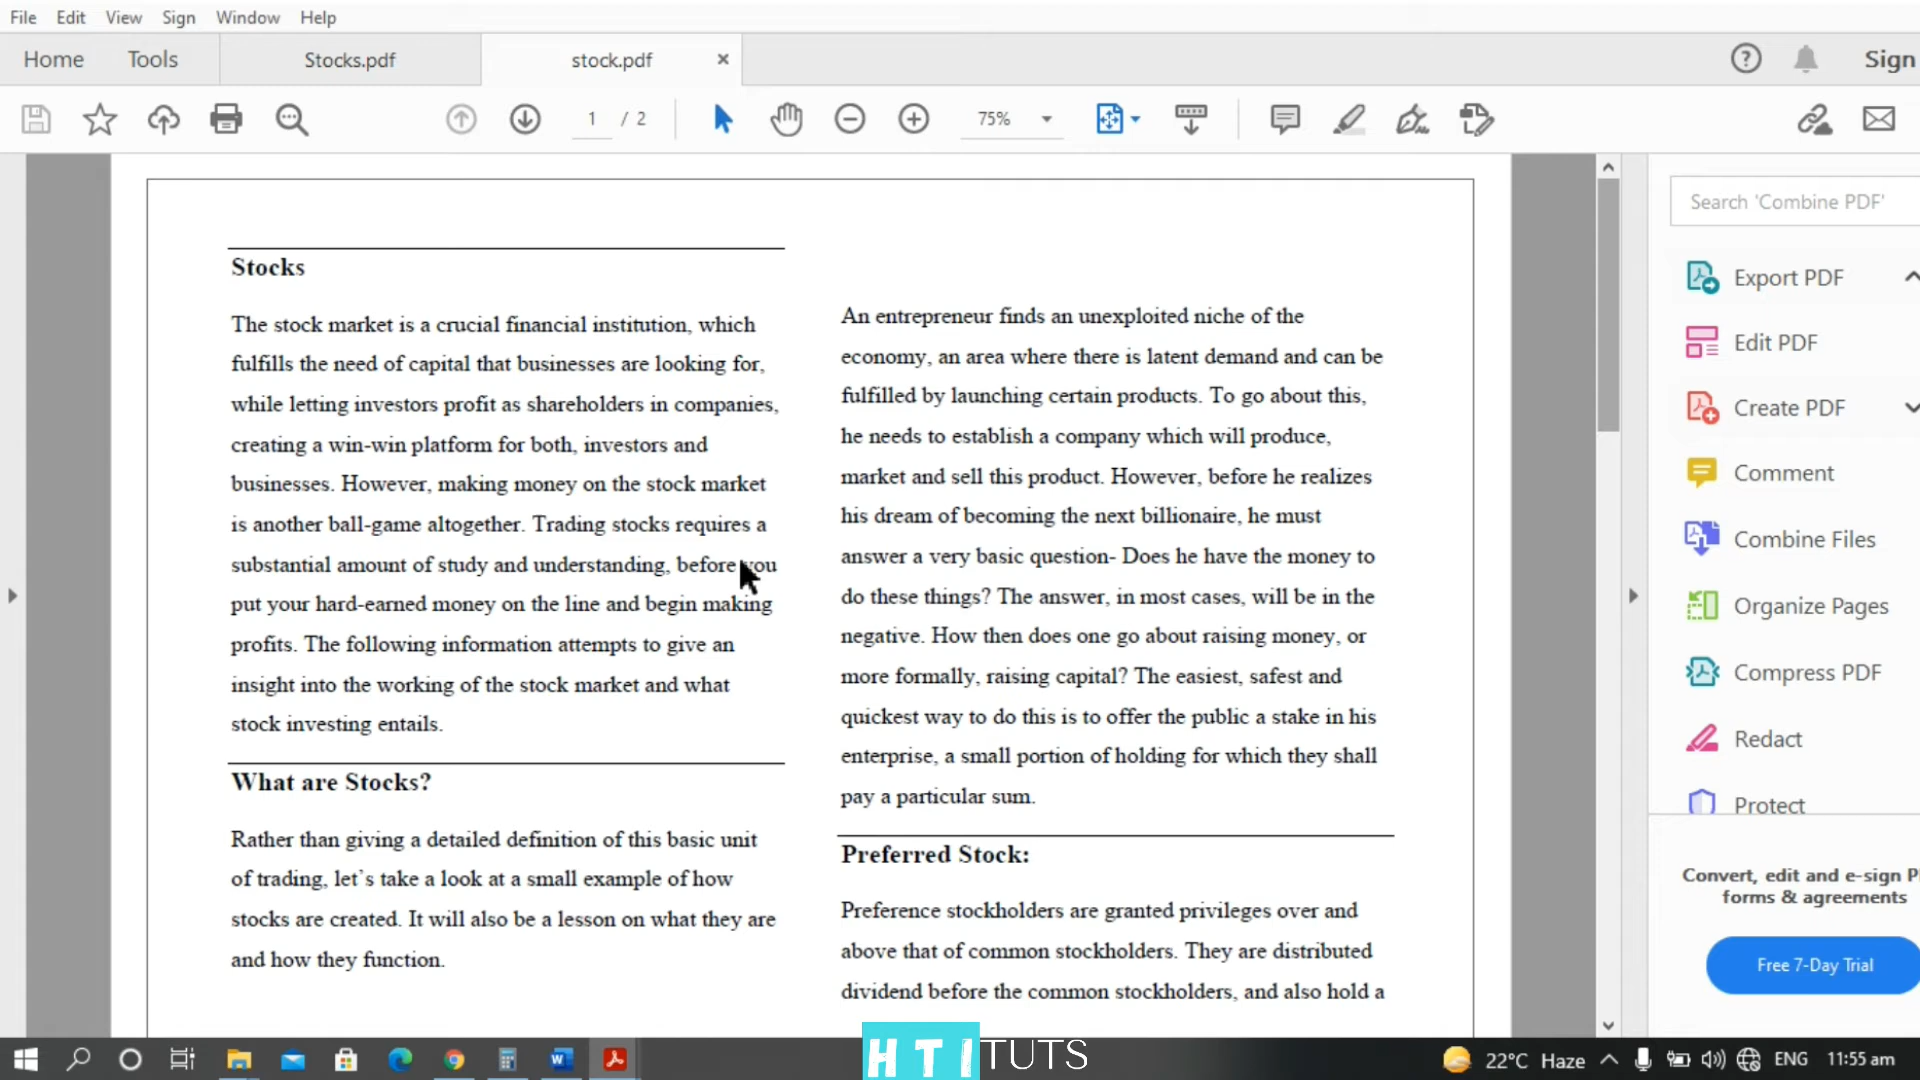 File Edit View Sign Window Help
Home Tools Stocks.pdf stock.pdf × Sign
1 / 2 75%
Stocks
The stock market is a crucial financial institution, which
fulfills the need of capital that businesses are looking for,
while letting investors profit as shareholders in companies,
creating a win-win platform for both, investors and
businesses. However, making money on the stock market
is another ball-game altogether. Trading stocks requires a
substantial amount of study and understanding, before you
put your hard-earned money on the line and begin making
profits. The following information attempts to give an
insight into the working of the stock market and what
stock investing entails.
What are Stocks?
Rather than giving a detailed definition of this basic unit
of trading, let’s take a look at a small example of how
stocks are created. It will also be a lesson on what they are
and how they function.
An entrepreneur finds an unexploited niche of the
economy, an area where there is latent demand and can be
fulfilled by launching certain products. To go about this,
he needs to establish a company which will produce,
market and sell this product. However, before he realizes
his dream of becoming the next billionaire, he must
answer a very basic question- Does he have the money to
do these things? The answer, in most cases, will be in the
negative. How then does one go about raising money, or
more formally, raising capital? The easiest, safest and
quickest way to do this is to offer the public a stake in his
enterprise, a small portion of holding for which they shall
pay a particular sum.
Preferred Stock:
Preference stockholders are granted privileges over and
above that of common stockholders. They are distributed
dividend before the common stockholders, and also hold a
Search 'Combine PDF'
Export PDF
Edit PDF
Create PDF
Comment
Combine Files
Organize Pages
Compress PDF
Redact
Protect
Convert, edit and e-sign P
forms & agreements
Free 7-Day Trial
HTI TUTS
22°C Haze ENG 11:55 am